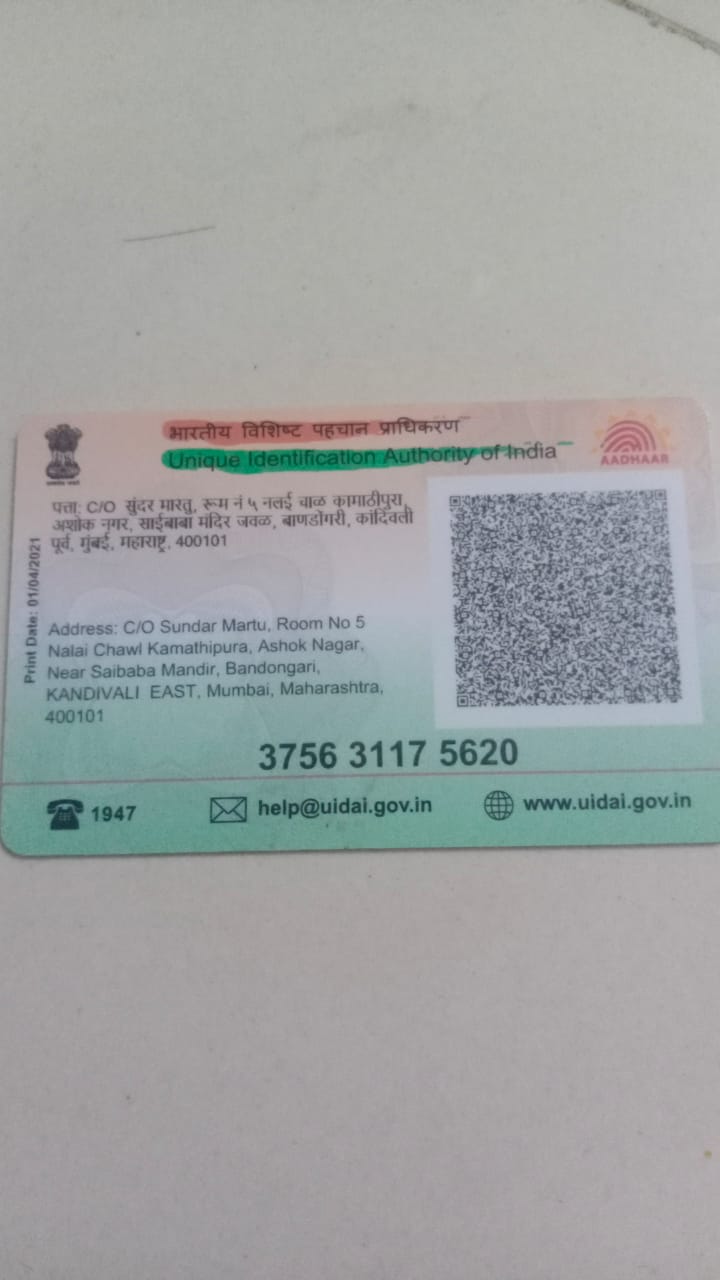 भारतीय विशिष्ट पहचान प्राधिकरण
Unique Identification Authority of India
AADHAAR
पत्ता: C/O सुंदर मारतु, रूम नं ५ नलई चाळ कामाठीपुरा,
अशोक नगर, साईबाबा मंदिर जवळ, बाणडोंगरी, कांदिवली
पूर्व, मुंबई, महाराष्ट्र, 400101
Print Date: 01/04/2021
Address: C/O Sundar Martu, Room No 5
Nalai Chawl Kamathipura, Ashok Nagar,
Near Saibaba Mandir, Bandongari,
KANDIVALI EAST, Mumbai, Maharashtra,
400101
3756 3117 5620
1947
help@uidai.gov.in
www.uidai.gov.in